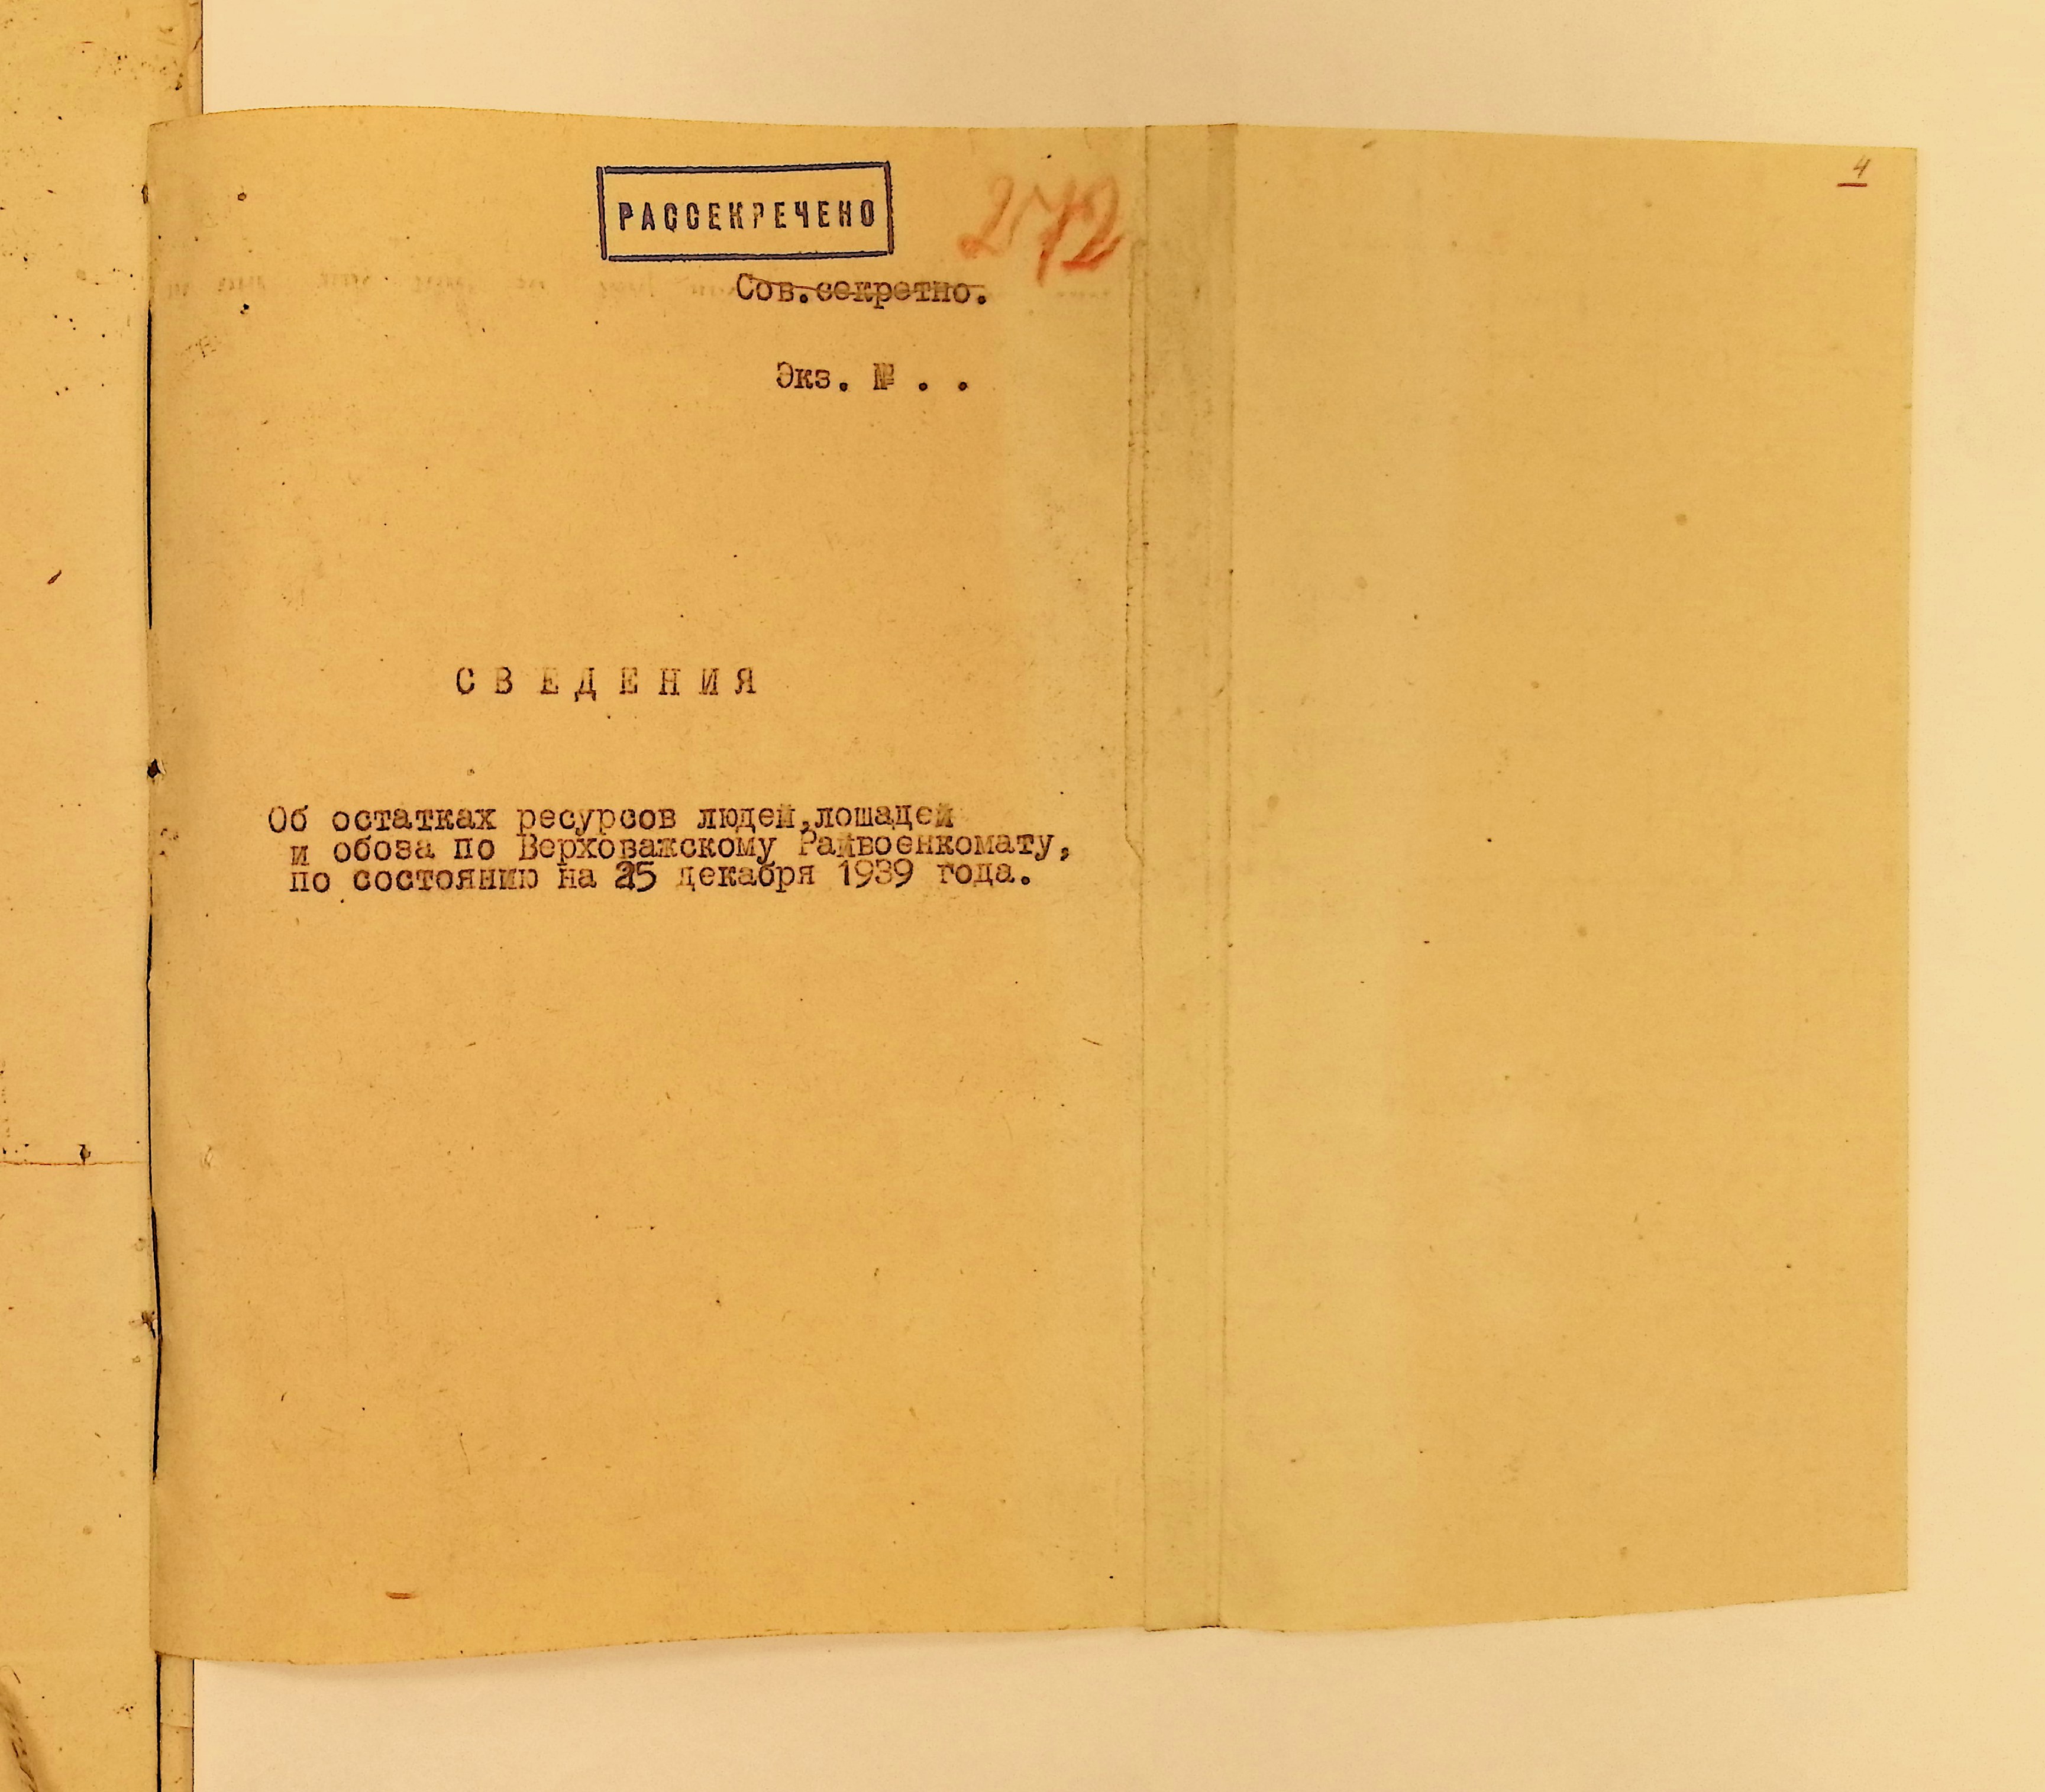 4
РАССЕКРЕЧЕНО
272
Сов.секретно.
Экз. № . .
СВЕДЕНИЯ
Об остатках ресурсов людей,лошадей
и обоза по Верховажскому Райвоенкомату,
по состоянию на 25 декабря 1939 года.